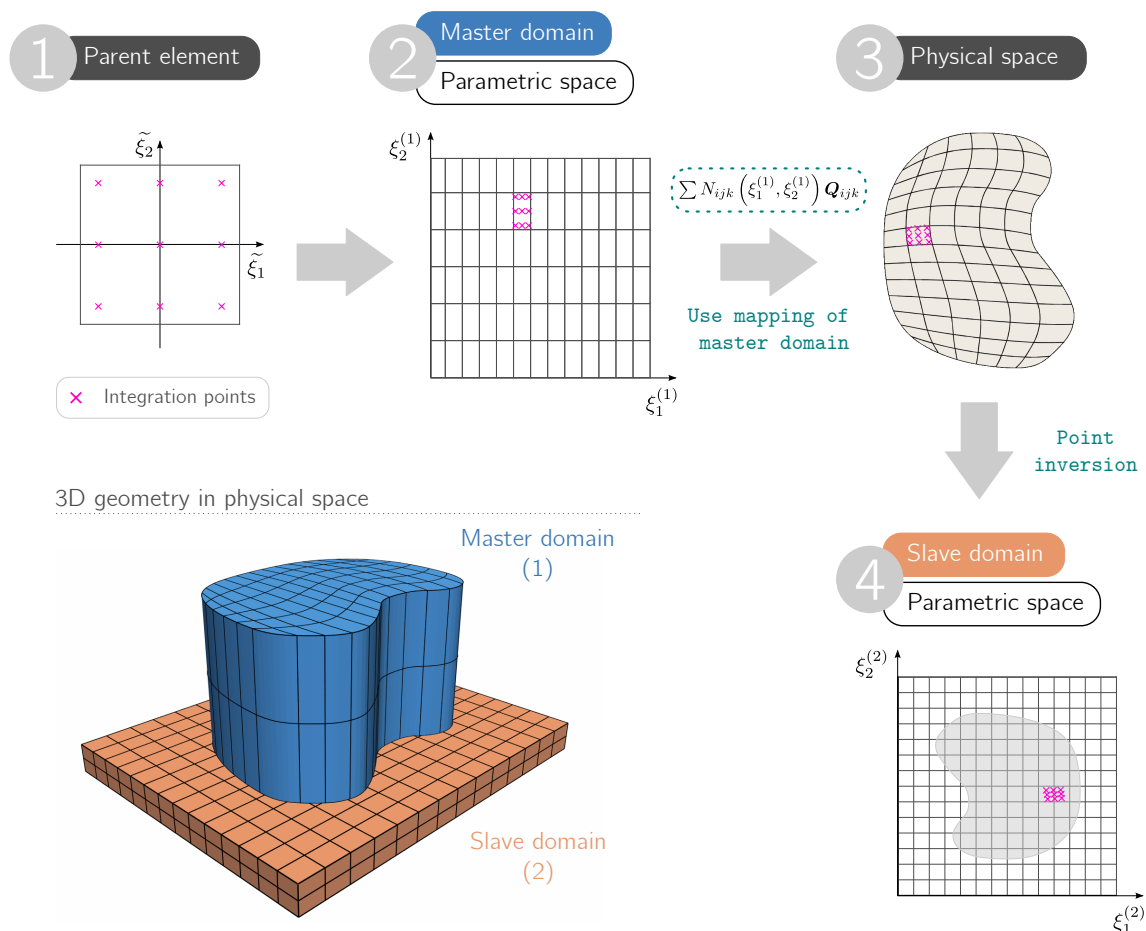 1 Parent element
2 Master domain
Parametric space
3 Physical space
ξ̃₂
ξ̃₁
× Integration points
ξ₂⁽¹⁾
ξ₁⁽¹⁾
∑ Nᵢⱼₖ (ξ₁⁽¹⁾, ξ₂⁽¹⁾) Qᵢⱼₖ
Use mapping of
master domain
Point
inversion
3D geometry in physical space
Master domain
(1)
Slave domain
(2)
4 Slave domain
Parametric space
ξ₂⁽²⁾
ξ₁⁽²⁾